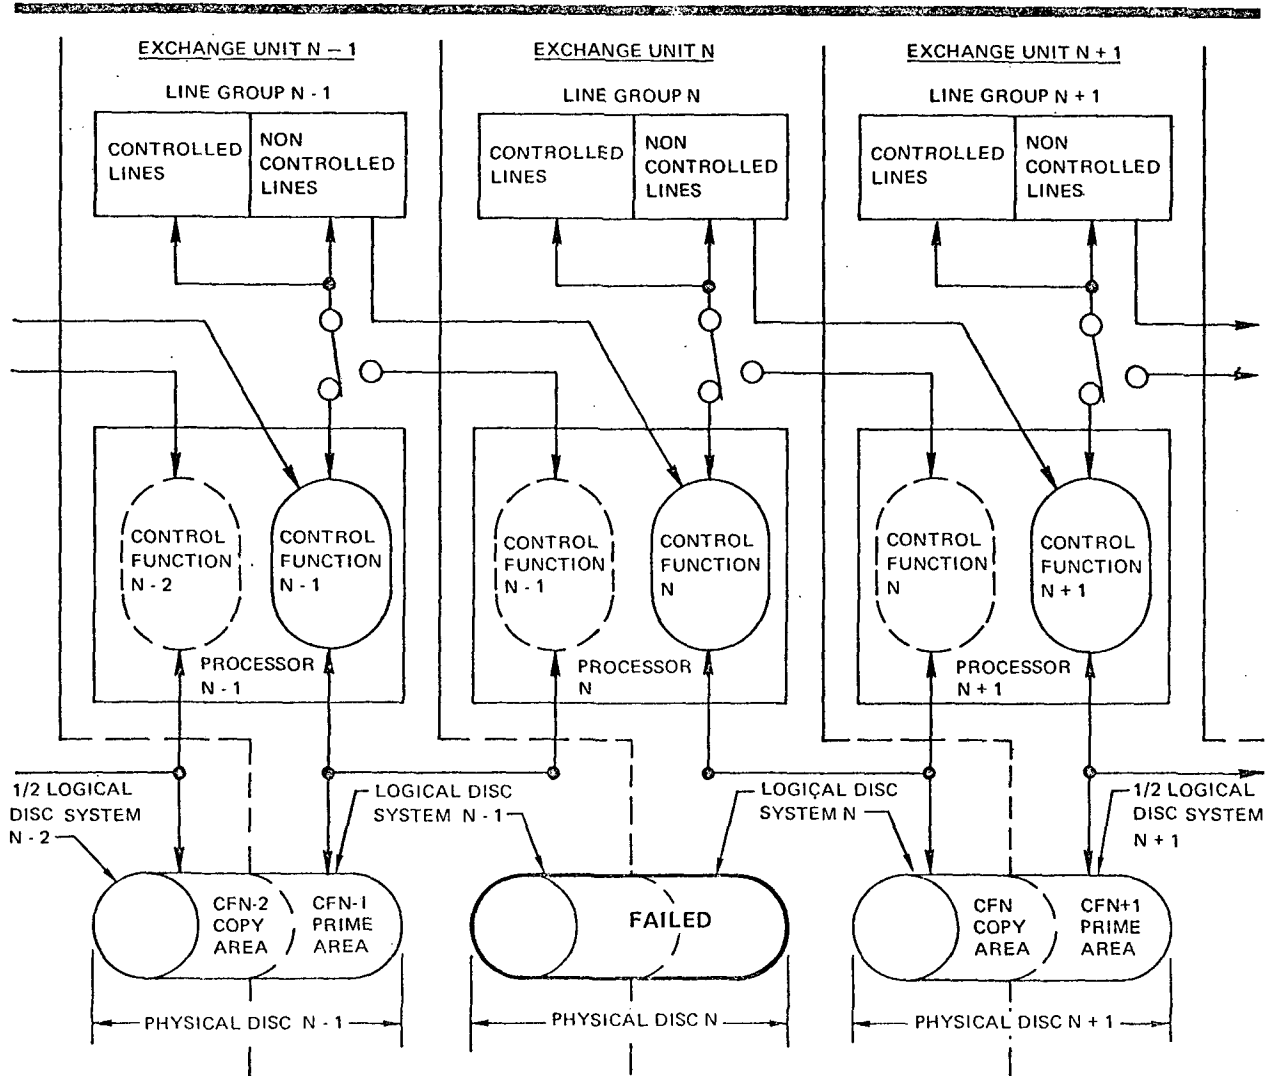 EXCHANGE UNIT N – 1
EXCHANGE UNIT N
EXCHANGE UNIT N + 1
LINE GROUP N - 1
LINE GROUP N
LINE GROUP N + 1
CONTROLLED
LINES
NON
CONTROLLED
LINES
CONTROLLED
LINES
NON
CONTROLLED
LINES
CONTROLLED
LINES
NON
CONTROLLED
LINES
CONTROL
FUNCTION
N - 2
CONTROL
FUNCTION
N - 1
CONTROL
FUNCTION
N - 1
CONTROL
FUNCTION
N
CONTROL
FUNCTION
N
CONTROL
FUNCTION
N + 1
PROCESSOR
N - 1
PROCESSOR
N
PROCESSOR
N + 1
1/2 LOGICAL
DISC SYSTEM
N - 2
LOGICAL DISC
SYSTEM N - 1
LOGICAL DISC
SYSTEM N
1/2 LOGICAL
DISC SYSTEM
N + 1
CFN-2
COPY
AREA
CFN-1
PRIME
AREA
FAILED
CFN
COPY
AREA
CFN+1
PRIME
AREA
PHYSICAL DISC N - 1
PHYSICAL DISC N
PHYSICAL DISC N + 1